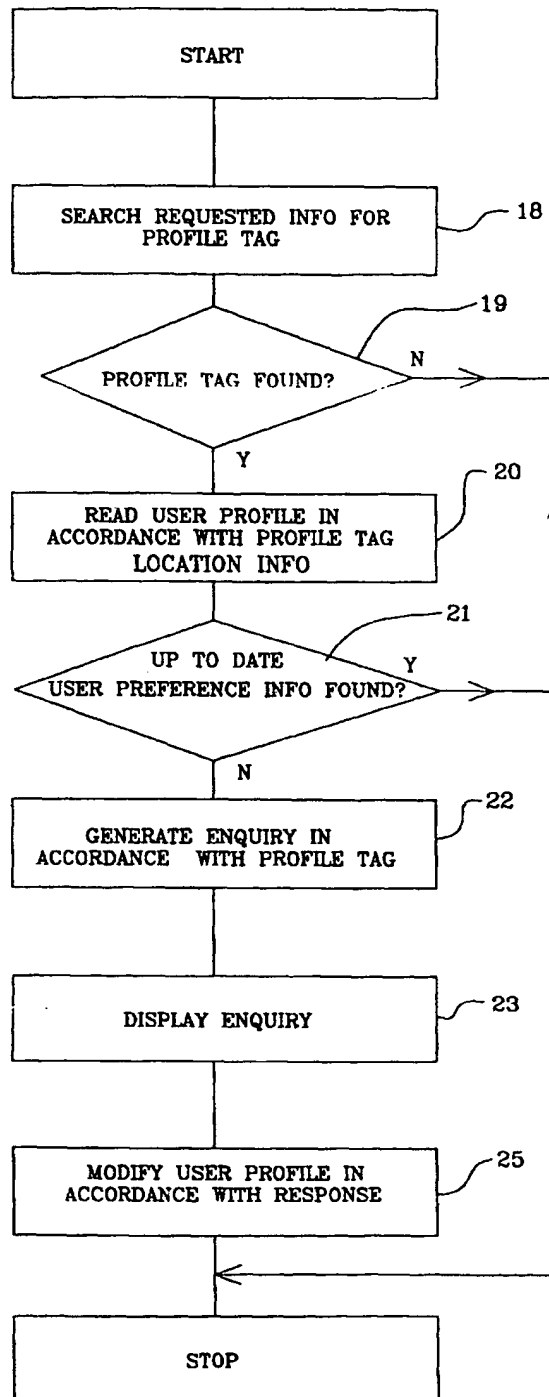 START
SEARCH REQUESTED INFO FOR
PROFILE TAG
18
19
PROFILE TAG FOUND?
N
Y
20
READ USER PROFILE IN
ACCORDANCE WITH PROFILE TAG
LOCATION INFO
21
UP TO DATE
USER PREFERENCE INFO FOUND?
Y
N
22
GENERATE ENQUIRY IN
ACCORDANCE WITH PROFILE TAG
23
DISPLAY ENQUIRY
25
MODIFY USER PROFILE IN
ACCORDANCE WITH RESPONSE
STOP